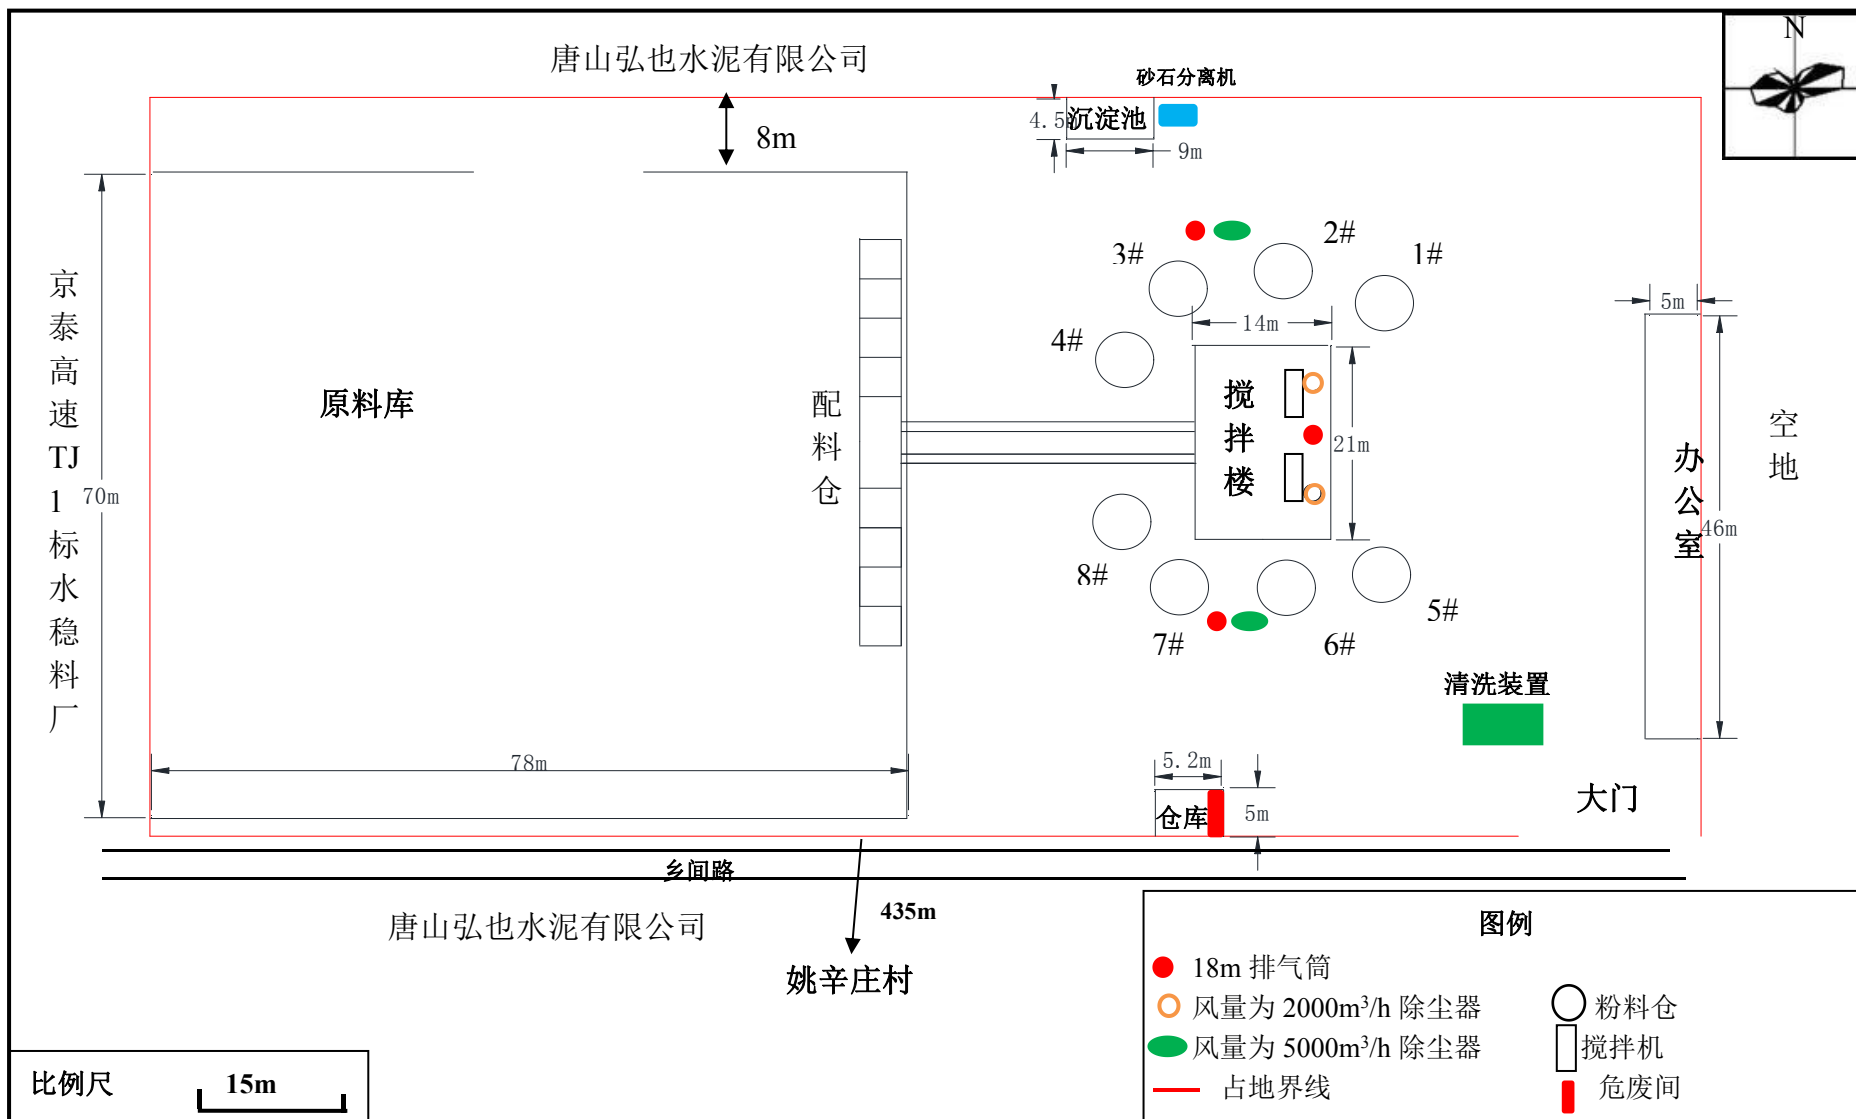 唐山弘也水泥有限公司
N
砂石分离机
沉淀池
4.5m
9m
8m
京泰高速TJ1标水稳料厂
70m
原料库
配料仓
78m
1#
2#
3#
4#
14m
搅拌楼
21m
5#
6#
7#
8#
5m
办公室
46m
空地
清洗装置
大门
5.2m
仓库
5m
乡间路
唐山弘也水泥有限公司
435m
姚辛庄村
比例尺
15m
图例
18m 排气筒
风量为 2000m³/h 除尘器
粉料仓
风量为 5000m³/h 除尘器
搅拌机
占地界线
危废间